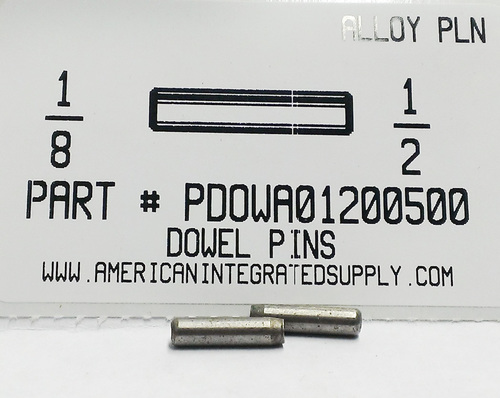 ALLOY PLN
1/8
1/2
PART # PDOWA01200500
DOWEL PINS
WWW.AMERICANINTEGRATEDSUPPLY.COM